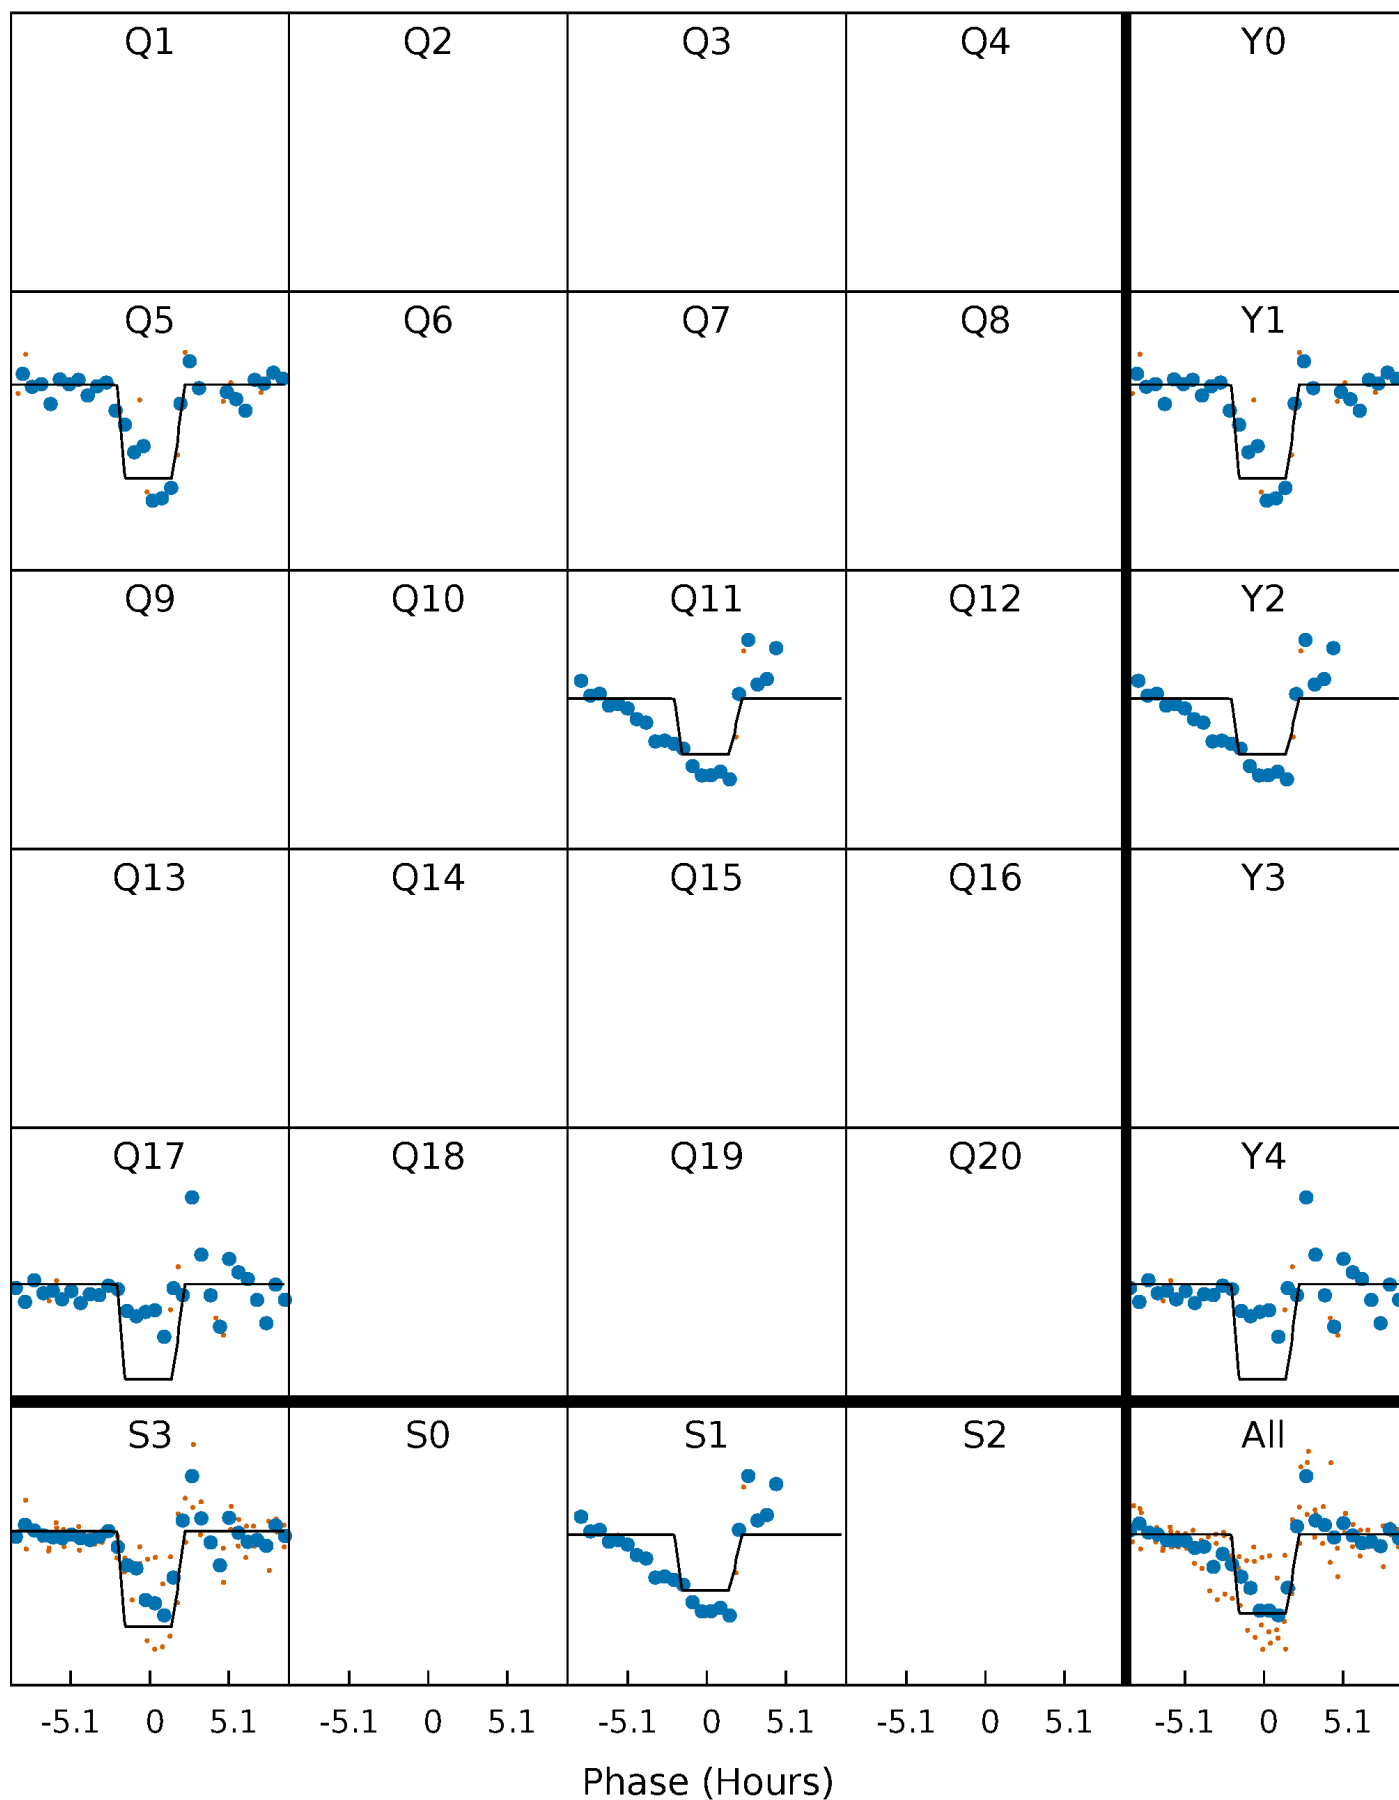 Q1 Q2 Q3 Q4 Y0
Q5 Q6 Q7 Q8 Y1
Q9 Q10 Q11 Q12 Y2
Q13 Q14 Q15 Q16 Y3
Q17 Q18 Q19 Q20 Y4
S3 S0 S1 S2 All
-5.1 0 5.1 -5.1 0 5.1 -5.1 0 5.1 -5.1 0 5.1 -5.1 0 5.1
Phase (Hours)